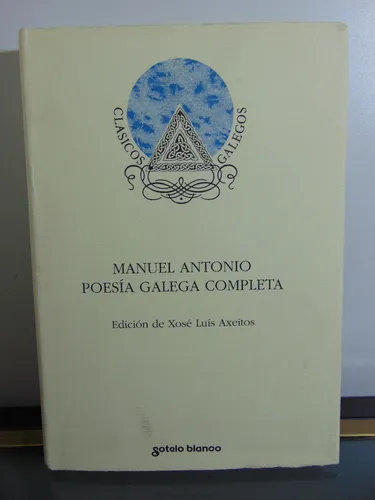 CLASICOS GALEGOS
MANUEL ANTONIO
POESÍA GALEGA COMPLETA
Edición de Xosé Luís Axeitos
sotelo blanco